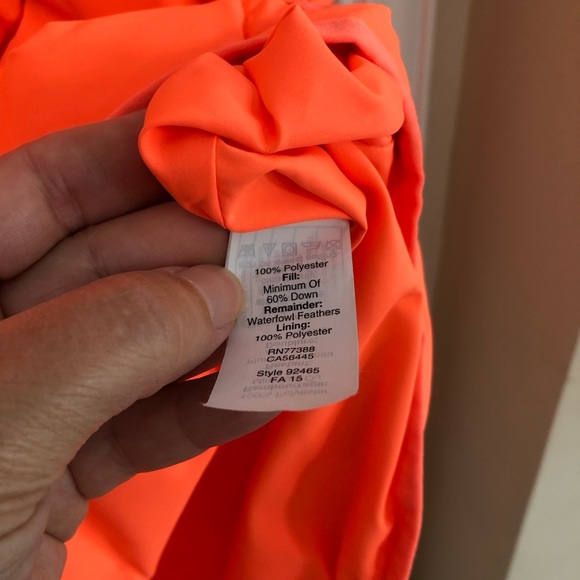 100% Polyester
Fill:
Minimum Of
60% Down
Remainder:
Waterfowl Feathers
Lining:
100% Polyester
RN77388
CA56445
Style 92465
FA 15